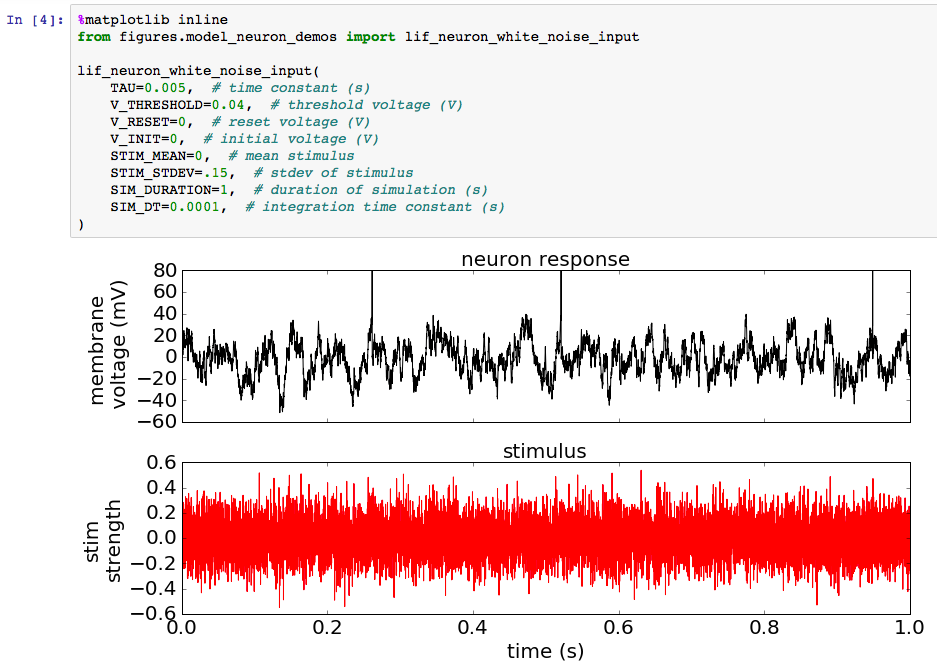 In [4]: %matplotlib inline
from figures.model_neuron_demos import lif_neuron_white_noise_input
lif_neuron_white_noise_input(
    TAU=0.005,  # time constant (s)
    V_THRESHOLD=0.04,  # threshold voltage (V)
    V_RESET=0,  # reset voltage (V)
    V_INIT=0,  # initial voltage (V)
    STIM_MEAN=0,  # mean stimulus
    STIM_STDEV=.15,  # stdev of stimulus
    SIM_DURATION=1,  # duration of simulation (s)
    SIM_DT=0.0001,  # integration time constant (s)
)
neuron response
membrane
voltage (mV)
80
60
40
20
0
−20
−40
−60
stimulus
stim
strength
0.6
0.4
0.2
0.0
−0.2
−0.4
−0.6
0.0 0.2 0.4 0.6 0.8 1.0
time (s)